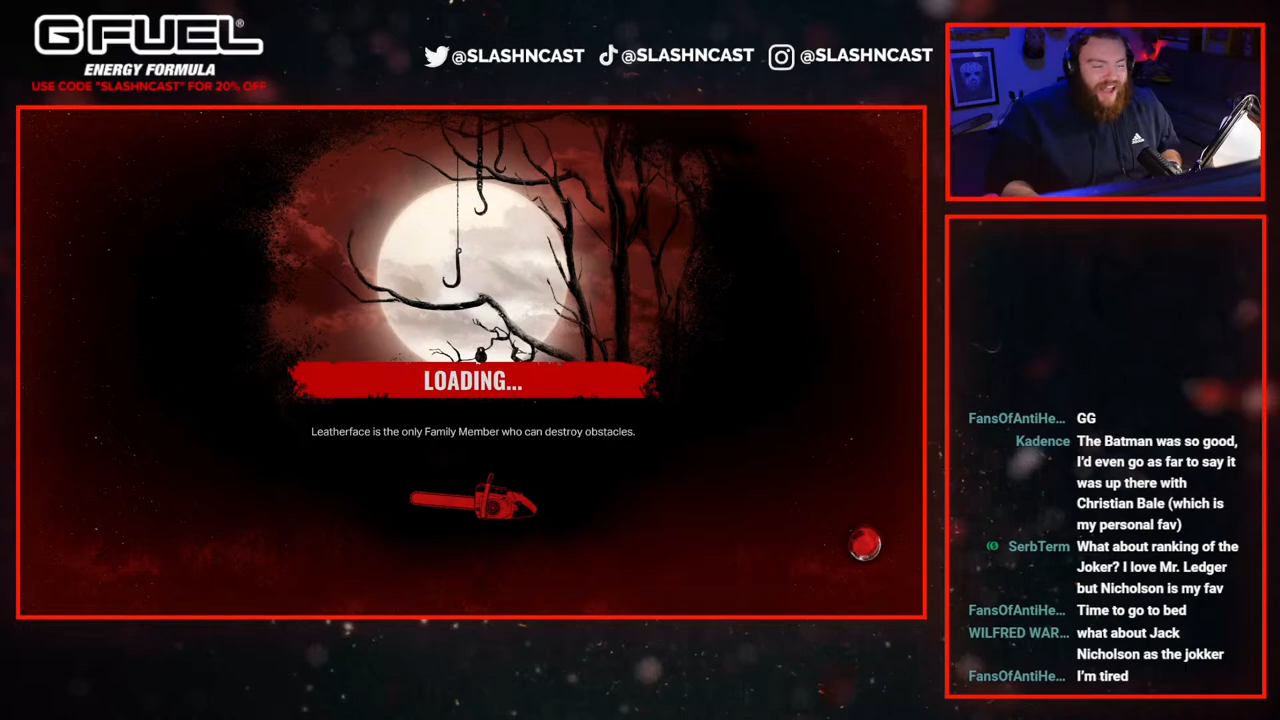 GFUEL®
ENERGY FORMULA
USE CODE "SLASHNCAST" FOR 20% OFF
@SLASHNCAST @SLASHNCAST @SLASHNCAST
LOADING...
Leatherface is the only Family Member who can destroy obstacles.
FansOfAntiHe... GG
Kadence The Batman was so good,
I'd even go as far to say it
was up there with
Christian Bale (which is
my personal fav)
SerbTerm What about ranking of the
Joker? I love Mr. Ledger
but Nicholson is my fav
FansOfAntiHe... Time to go to bed
WILFRED WAR... what about Jack
Nicholson as the jokker
FansOfAntiHe... I'm tired